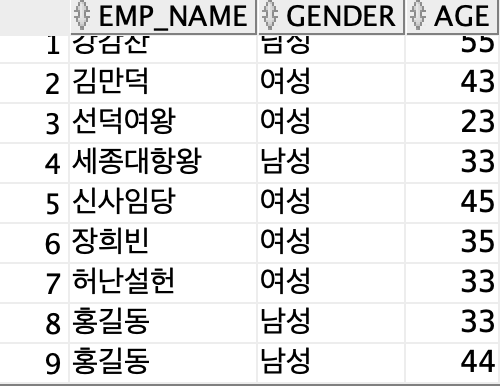 EMP_NAME GENDER AGE
1 강감찬 남성 55
2 김만덕 여성 43
3 선덕여왕 여성 23
4 세종대항왕 남성 33
5 신사임당 여성 45
6 장희빈 여성 35
7 허난설헌 여성 33
8 홍길동 남성 33
9 홍길동 남성 44